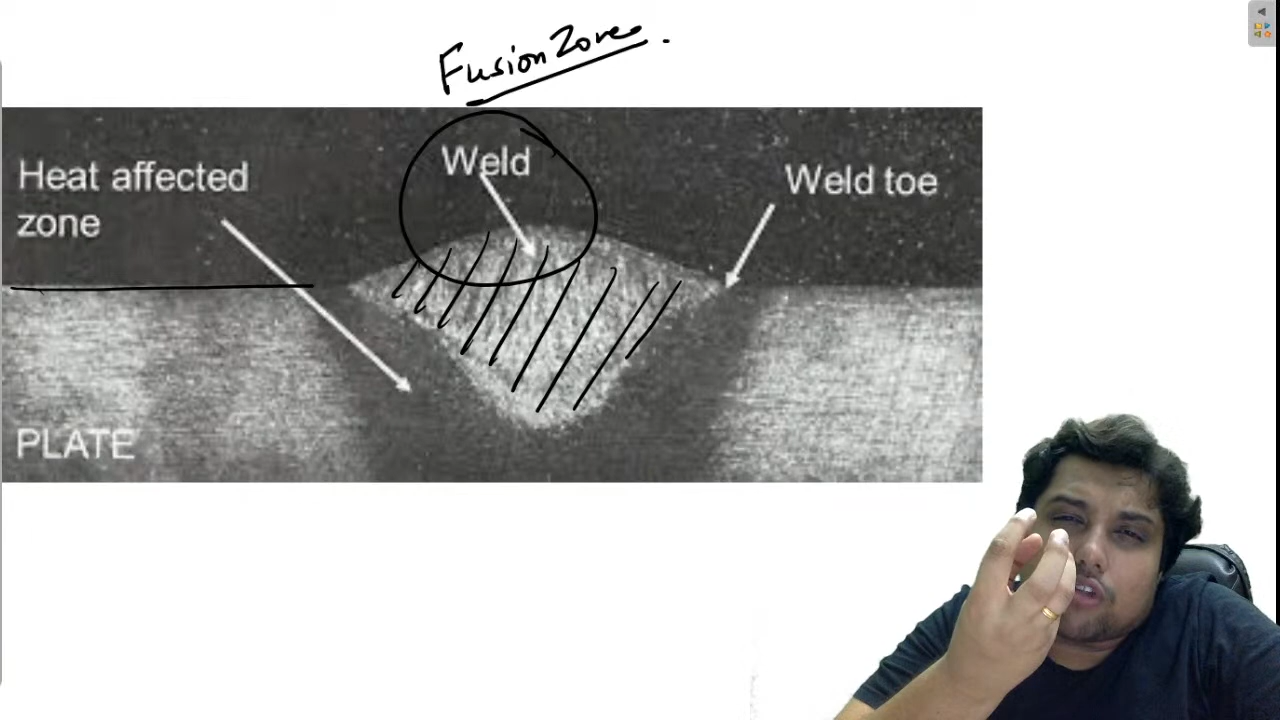 Fusion Zone.
Heat affected
zone
Weld
Weld toe
PLATE